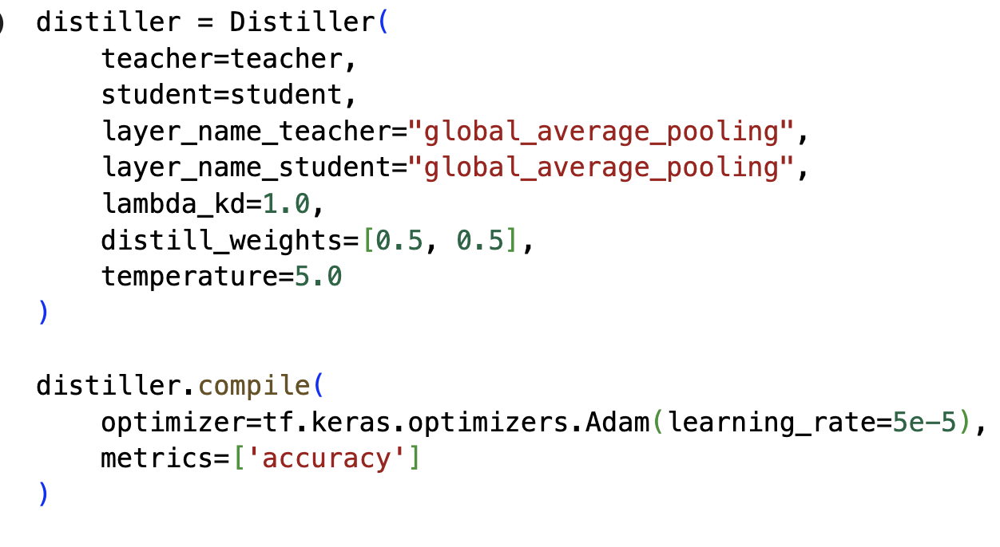 distiller = Distiller(
    teacher=teacher,
    student=student,
    layer_name_teacher="global_average_pooling",
    layer_name_student="global_average_pooling",
    lambda_kd=1.0,
    distill_weights=[0.5, 0.5],
    temperature=5.0
)

distiller.compile(
    optimizer=tf.keras.optimizers.Adam(learning_rate=5e-5),
    metrics=['accuracy']
)